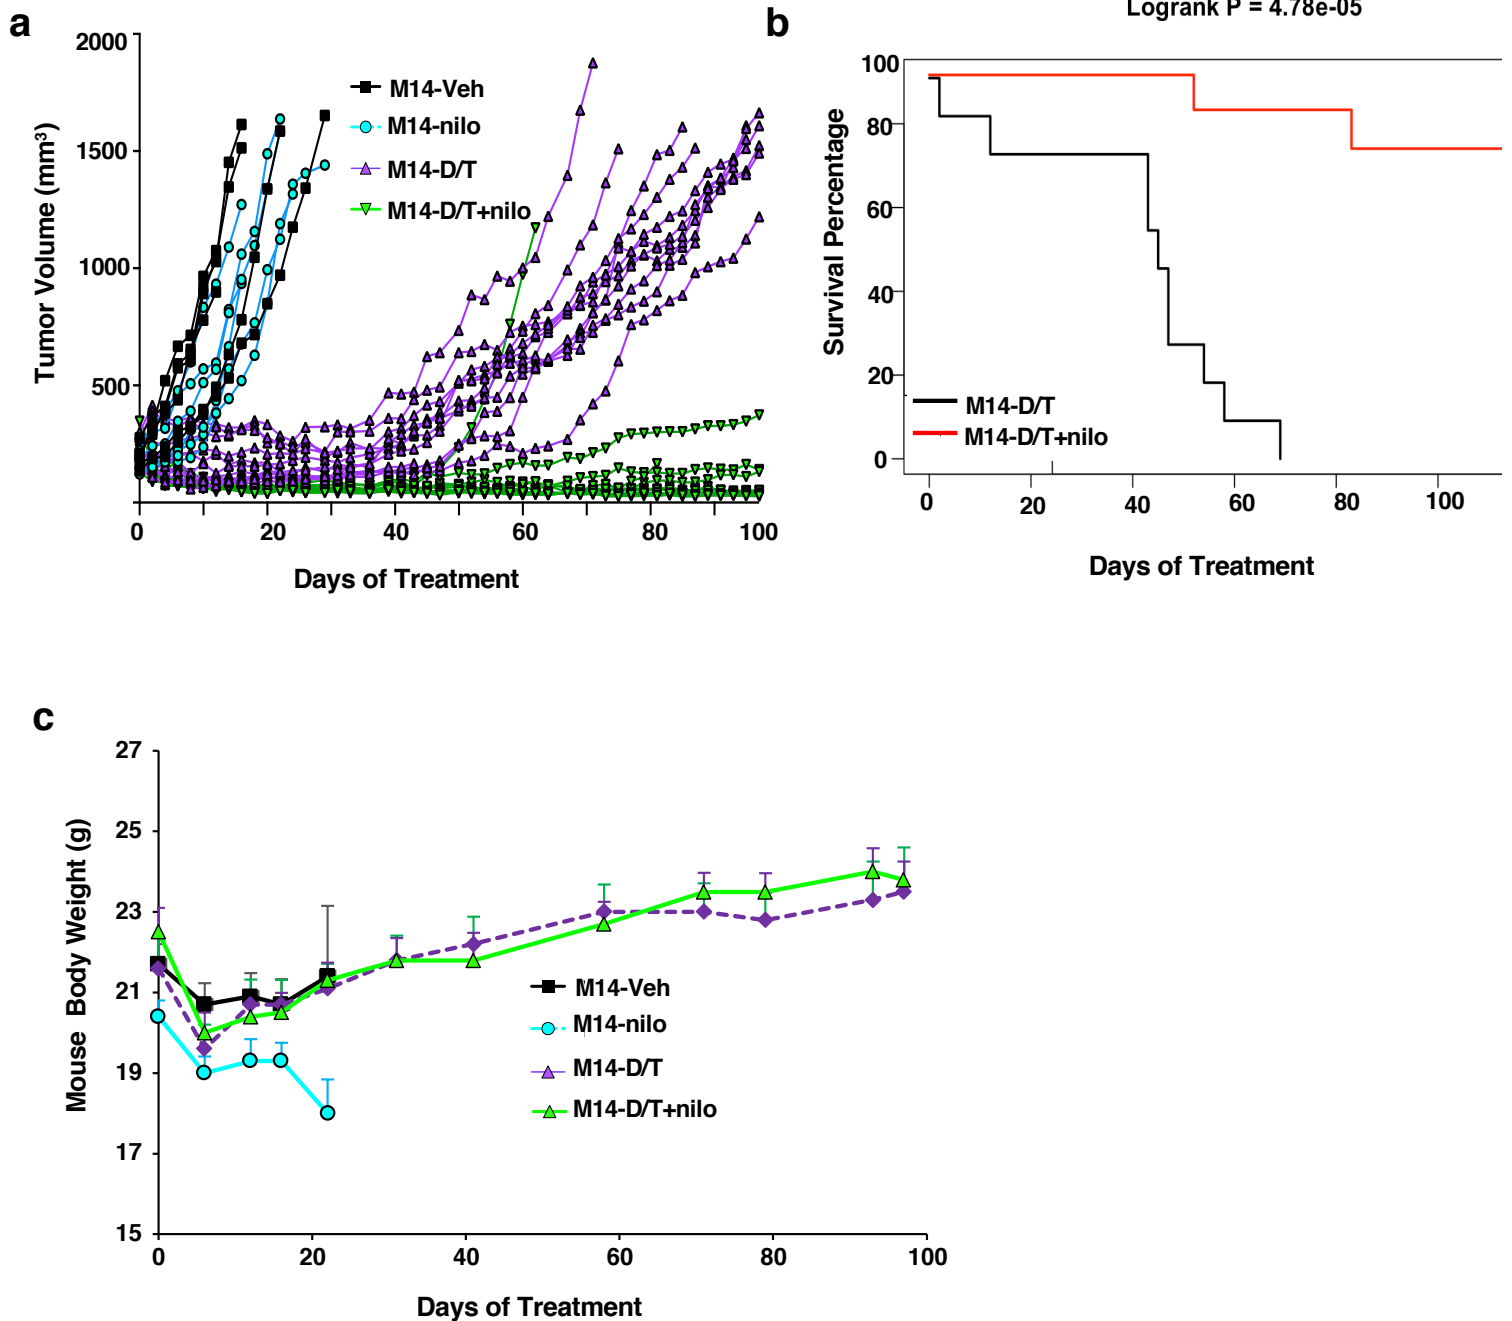 a
2000
1500
1000
500
Tumor Volume (mm³)
M14-Veh
M14-nilo
M14-D/T
M14-D/T+nilo
0 20 40 60 80 100
Days of Treatment
b
Logrank P = 4.78e-05
100
80
60
40
20
0
Survival Percentage
M14-D/T
M14-D/T+nilo
0 20 40 60 80 100
Days of Treatment
c
27
25
23
21
19
17
15
Mouse Body Weight (g)
M14-Veh
M14-nilo
M14-D/T
M14-D/T+nilo
0 20 40 60 80 100
Days of Treatment